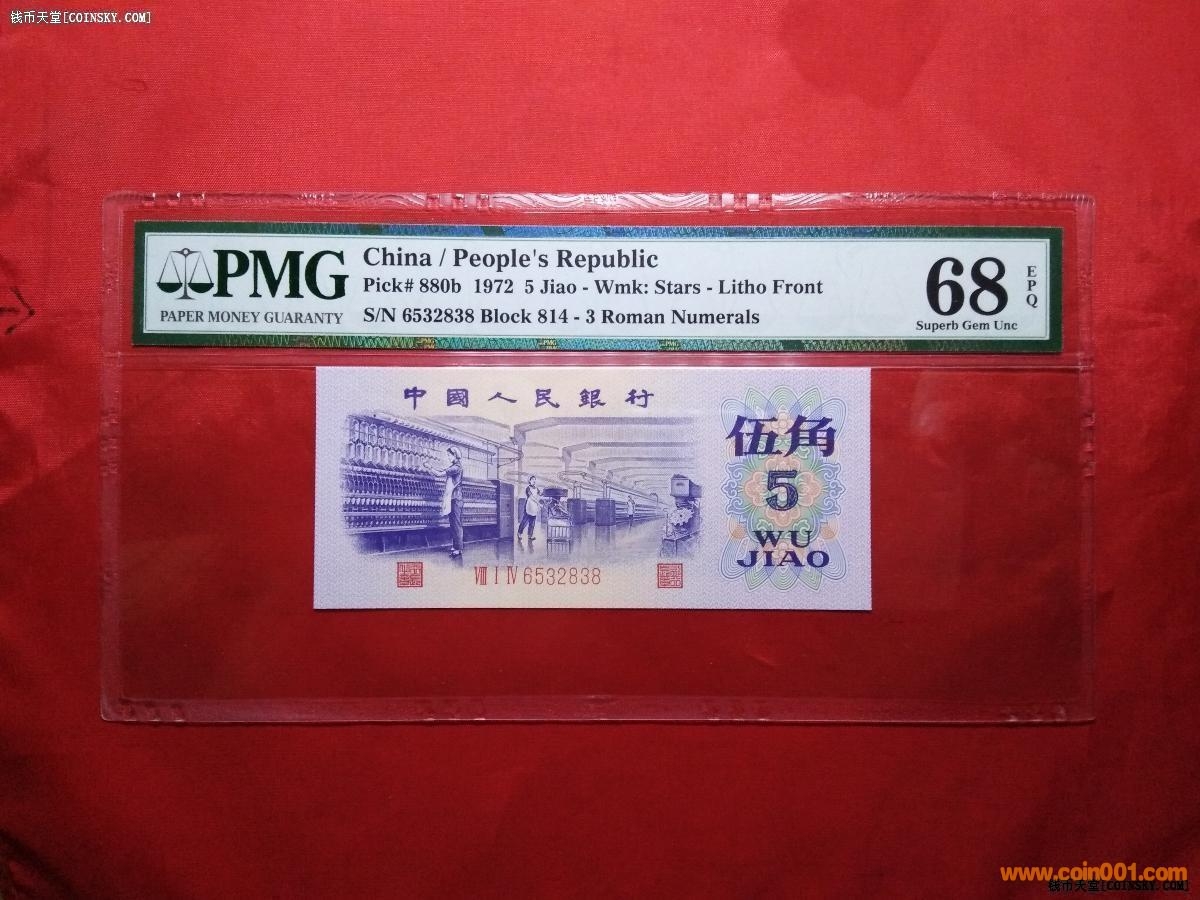 钱币天堂[COINSKY.COM]
PMG
PAPER MONEY GUARANTY
China / People's Republic
Pick# 880b 1972 5 Jiao - Wmk: Stars - Litho Front
S/N 6532838 Block 814 - 3 Roman Numerals
68
EPQ
Superb Gem Unc
中國人民銀行
伍角
5
WU
JIAO
VIII I IV 6532838
www.coin001.com
钱币天堂[COINSKY.COM]